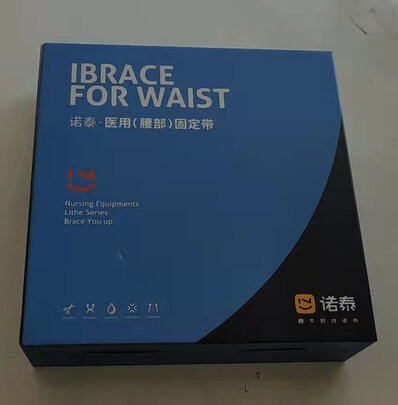 IBRACE
FOR WAIST
诺泰·医用(腰部)固定带
Nursing Equipments
Lithe Series
Brace You up
诺泰